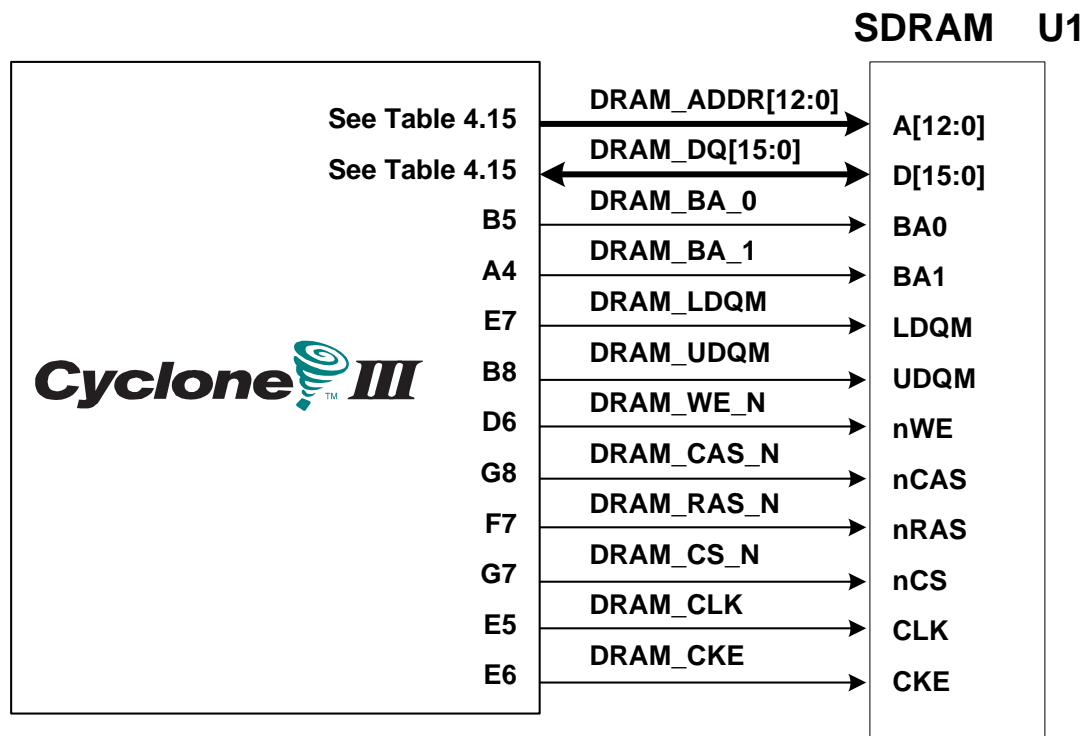 SDRAM U1
See Table 4.15 DRAM_ADDR[12:0] A[12:0]
See Table 4.15 DRAM_DQ[15:0] D[15:0]
B5 DRAM_BA_0 BA0
A4 DRAM_BA_1 BA1
E7 DRAM_LDQM LDQM
Cyclone III TM
B8 DRAM_UDQM UDQM
D6 DRAM_WE_N nWE
G8 DRAM_CAS_N nCAS
F7 DRAM_RAS_N nRAS
G7 DRAM_CS_N nCS
E5 DRAM_CLK CLK
E6 DRAM_CKE CKE